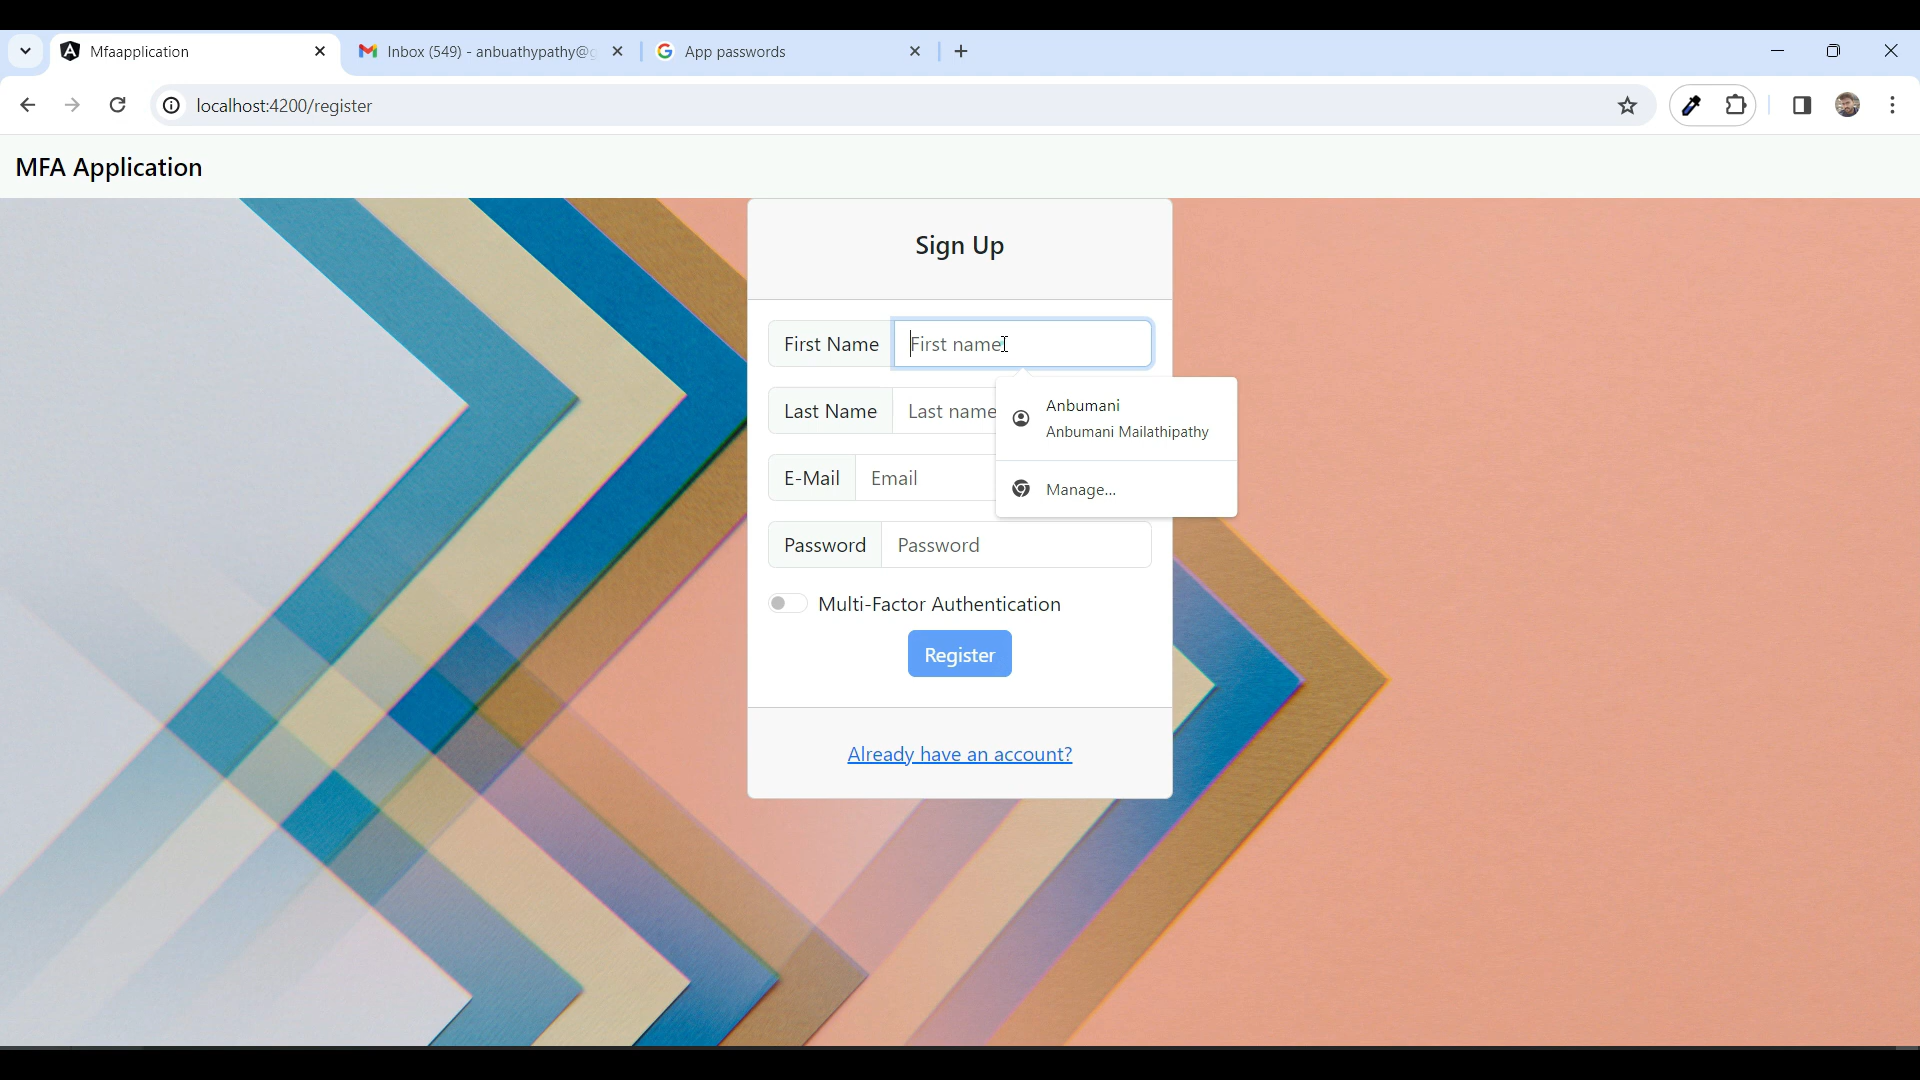 Mfaapplication
Inbox (549) - anbuathypathy@g
App passwords
localhost:4200/register
MFA Application
Sign Up
First Name
First name
Last Name
Last name
Anbumani
Anbumani Mailathipathy
E-Mail
Email
Manage...
Password
Password
Multi-Factor Authentication
Register
Already have an account?